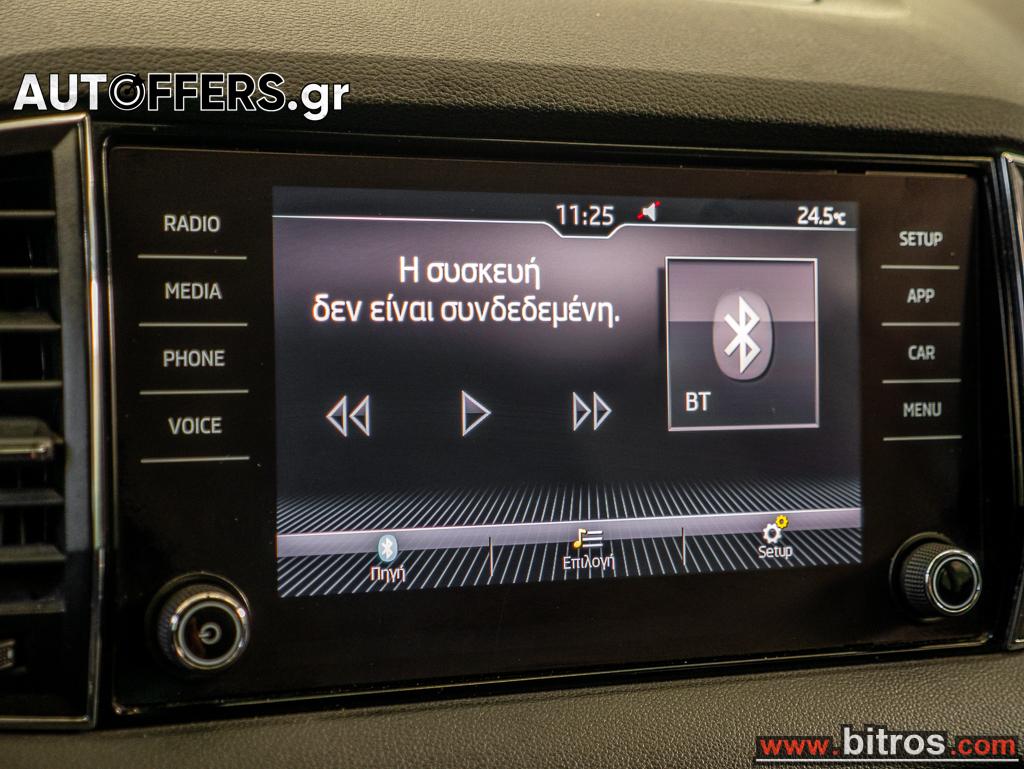 AUTOFFERS.gr
RADIO
MEDIA
PHONE
VOICE
11:25
24.5°C
Η συσκευή
δεν είναι συνδεδεμένη.
BT
Πηγή
Επιλογή
Setup
SETUP
APP
CAR
MENU
www.bitros.com